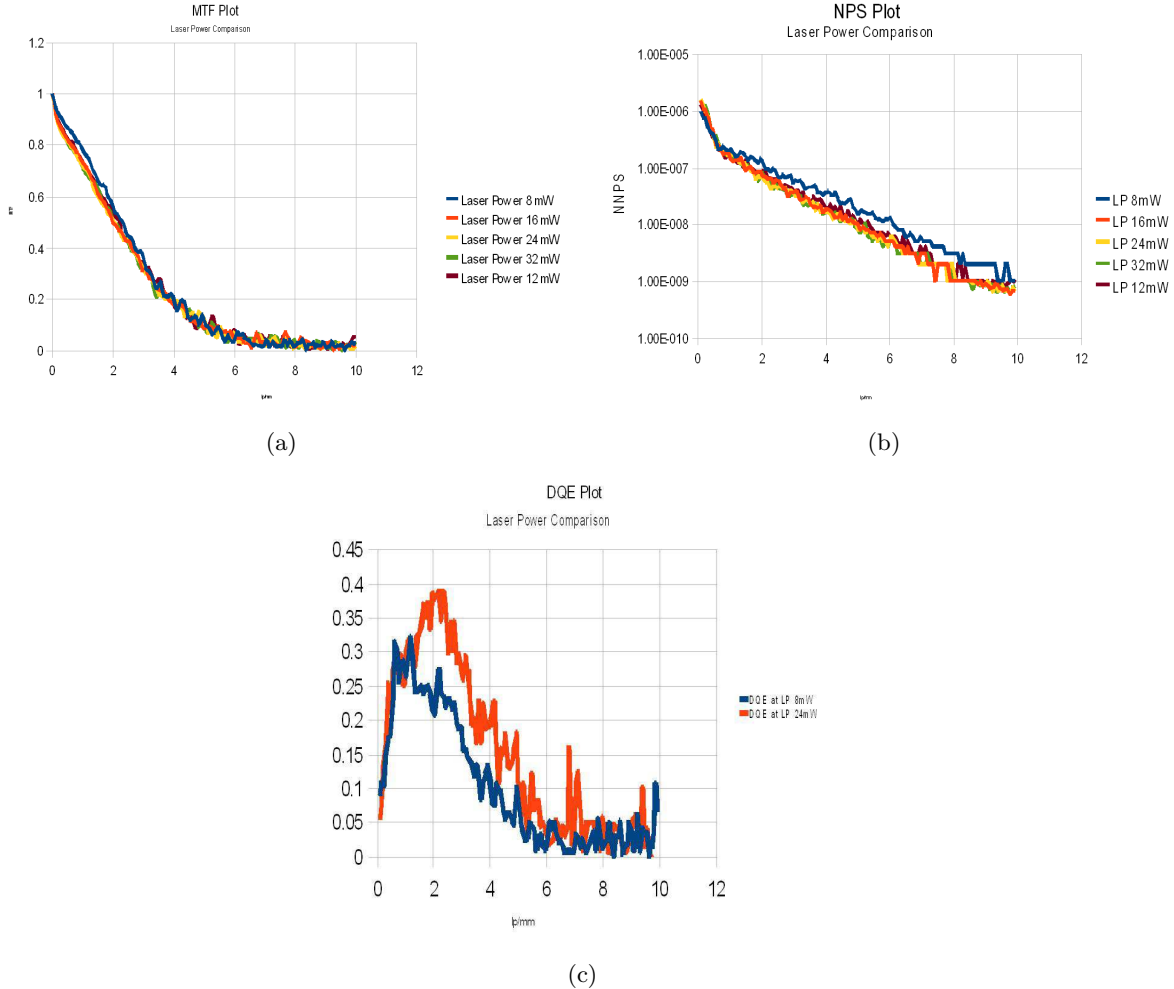 MTF Plot
Laser Power Comparison
1.2
1
0.8
0.6
0.4
0.2
0
0 2 4 6 8 10 12
MTF
lp/mm
Laser Power 8 mW
Laser Power 16 mW
Laser Power 24 mW
Laser Power 32 mW
Laser Power 12 mW
(a)
NPS Plot
Laser Power Comparison
1.00E-005
1.00E-006
1.00E-007
1.00E-008
1.00E-009
1.00E-010
0 2 4 6 8 10 12
NNPS
lp/mm
LP 8mW
LP 16mW
LP 24mW
LP 32mW
LP 12mW
(b)
DQE Plot
Laser Power Comparison
0.45
0.4
0.35
0.3
0.25
0.2
0.15
0.1
0.05
0
0 2 4 6 8 10 12
lp/mm
DQE at LP 8mW
DQE at LP 24mW
(c)